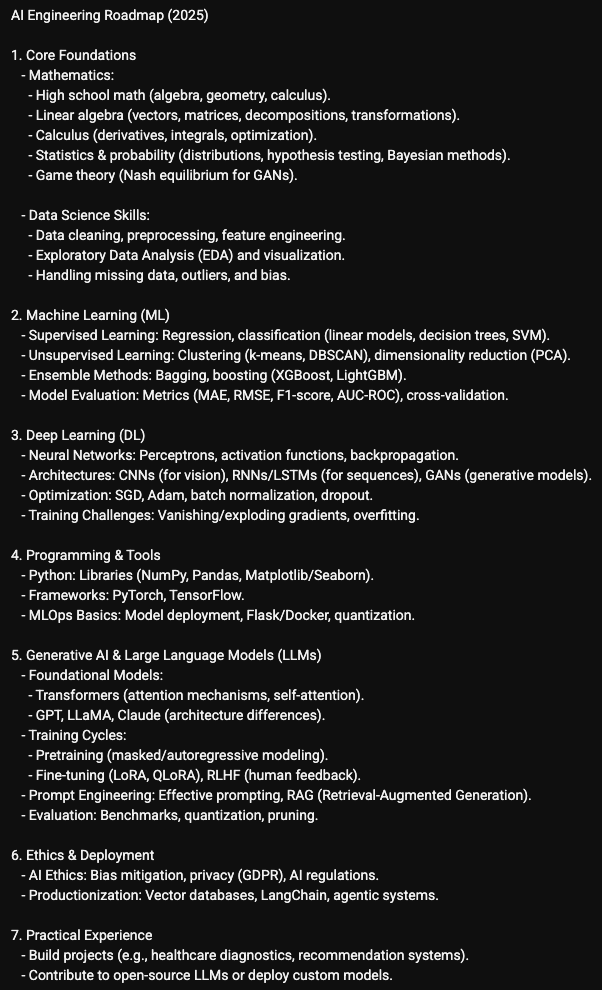 AI Engineering Roadmap (2025)
1. Core Foundations
- Mathematics:
- High school math (algebra, geometry, calculus).
- Linear algebra (vectors, matrices, decompositions, transformations).
- Calculus (derivatives, integrals, optimization).
- Statistics & probability (distributions, hypothesis testing, Bayesian methods).
- Game theory (Nash equilibrium for GANs).
- Data Science Skills:
- Data cleaning, preprocessing, feature engineering.
- Exploratory Data Analysis (EDA) and visualization.
- Handling missing data, outliers, and bias.
2. Machine Learning (ML)
- Supervised Learning: Regression, classification (linear models, decision trees, SVM).
- Unsupervised Learning: Clustering (k-means, DBSCAN), dimensionality reduction (PCA).
- Ensemble Methods: Bagging, boosting (XGBoost, LightGBM).
- Model Evaluation: Metrics (MAE, RMSE, F1-score, AUC-ROC), cross-validation.
3. Deep Learning (DL)
- Neural Networks: Perceptrons, activation functions, backpropagation.
- Architectures: CNNs (for vision), RNNs/LSTMs (for sequences), GANs (generative models).
- Optimization: SGD, Adam, batch normalization, dropout.
- Training Challenges: Vanishing/exploding gradients, overfitting.
4. Programming & Tools
- Python: Libraries (NumPy, Pandas, Matplotlib/Seaborn).
- Frameworks: PyTorch, TensorFlow.
- MLOps Basics: Model deployment, Flask/Docker, quantization.
5. Generative AI & Large Language Models (LLMs)
- Foundational Models:
- Transformers (attention mechanisms, self-attention).
- GPT, LLaMA, Claude (architecture differences).
- Training Cycles:
- Pretraining (masked/autoregressive modeling).
- Fine-tuning (LoRA, QLoRA), RLHF (human feedback).
- Prompt Engineering: Effective prompting, RAG (Retrieval-Augmented Generation).
- Evaluation: Benchmarks, quantization, pruning.
6. Ethics & Deployment
- AI Ethics: Bias mitigation, privacy (GDPR), AI regulations.
- Productionization: Vector databases, LangChain, agentic systems.
7. Practical Experience
- Build projects (e.g., healthcare diagnostics, recommendation systems).
- Contribute to open-source LLMs or deploy custom models.